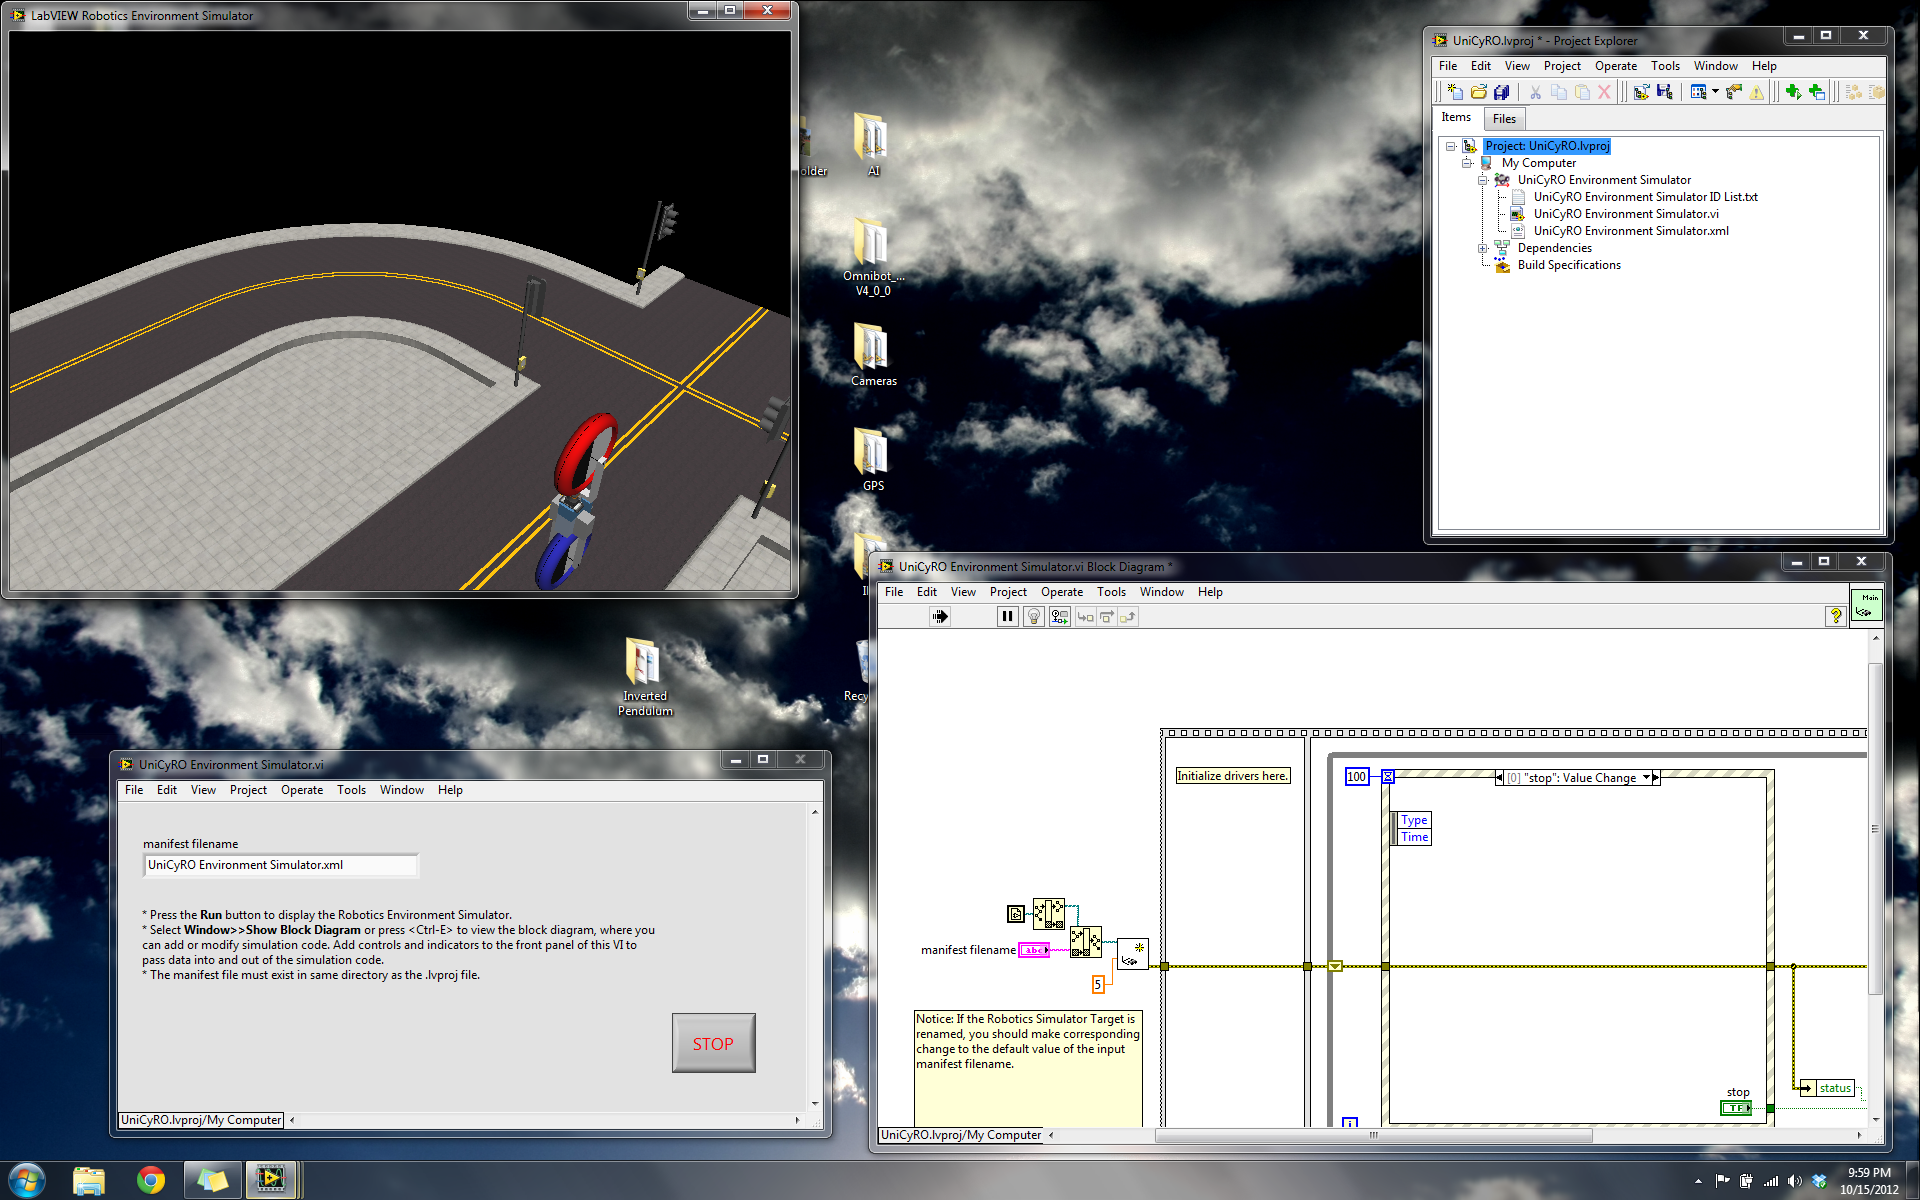 LabVIEW Robotics Environment Simulator
older
AI
Omnibot_...
V4_0_0
Cameras
GPS
Inverted
Pendulum
Recy
UniCyRO.lvproj * - Project Explorer
File Edit View Project Operate Tools Window Help
Items Files
Project: UniCyRO.lvproj
My Computer
UniCyRO Environment Simulator
UniCyRO Environment Simulator ID List.txt
UniCyRO Environment Simulator.vi
UniCyRO Environment Simulator.xml
Dependencies
Build Specifications
UniCyRO Environment Simulator.vi Block Diagram *
File Edit View Project Operate Tools Window Help
Main
Initialize drivers here.
100
[0] "stop": Value Change
Type
Time
manifest filename
abc
5
Notice: If the Robotics Simulator Target is
renamed, you should make corresponding
change to the default value of the input
manifest filename.
stop
TF
status
i
UniCyRO.lvproj/My Computer
UniCyRO Environment Simulator.vi
File Edit View Project Operate Tools Window Help
manifest filename
UniCyRO Environment Simulator.xml
* Press the Run button to display the Robotics Environment Simulator.
* Select Window>>Show Block Diagram or press <Ctrl-E> to view the block diagram, where you
can add or modify simulation code. Add controls and indicators to the front panel of this VI to
pass data into and out of the simulation code.
* The manifest file must exist in same directory as the .lvproj file.
STOP
UniCyRO.lvproj/My Computer
9:59 PM
10/15/2012